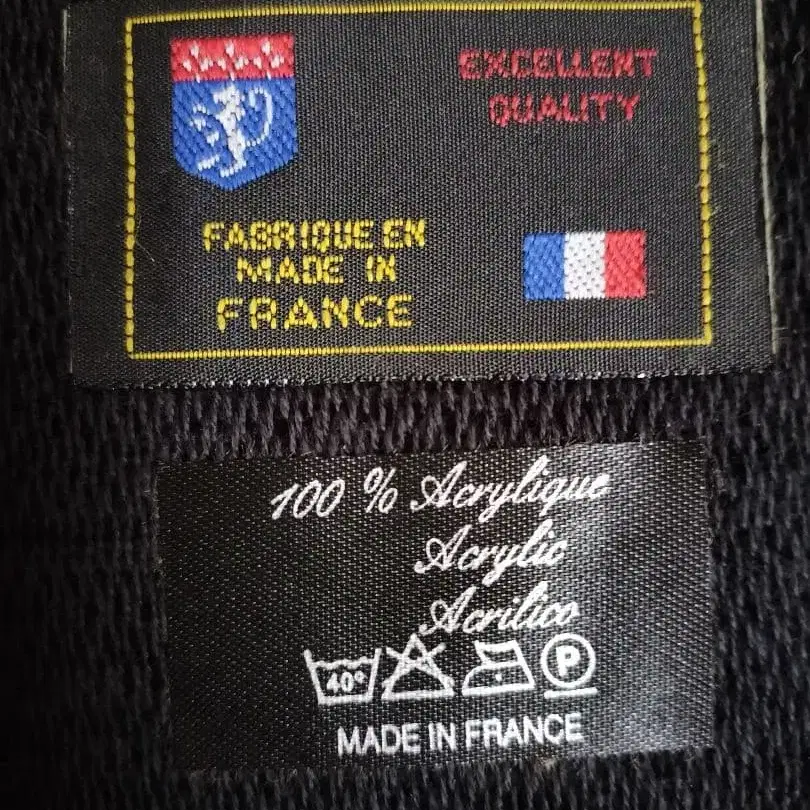 EXCELLENT
QUALITY
FABRIQUE EN
MADE IN
FRANCE
100 % Acrylique
Acrylic
Acrilico
40°
P
MADE IN FRANCE